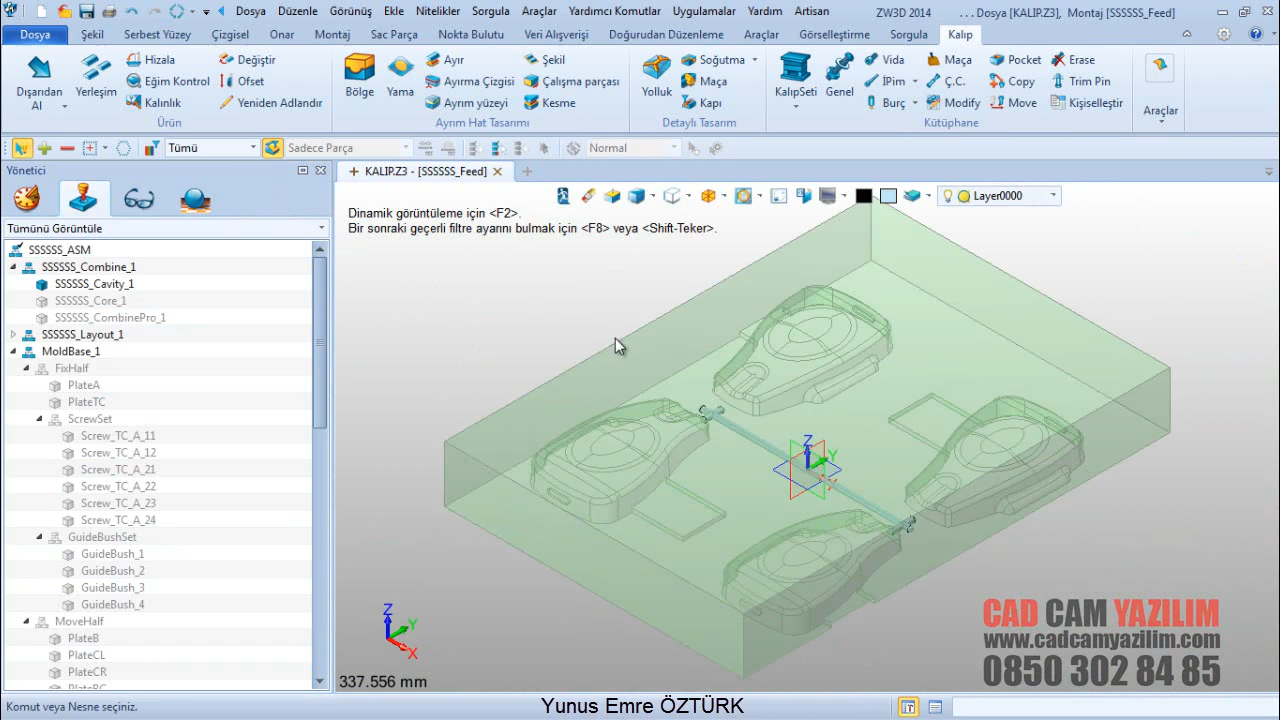 Dosya Düzenle Görünüş Ekle Nitelikler Sorgula Araçlar Yardımcı Komutlar Uygulamalar Yardım Artisan ZW3D 2014 ... Dosya [KALIP.Z3], Montaj [SSSSSS_Feed]
Dosya Şekil Serbest Yüzey Çizgisel Onar Montaj Sac Parça Nokta Bulutu Veri Alışverişi Doğurudan Düzenleme Araçlar Görselleştirme Sorgula Kalıp
Dışarıdan Al
Yerleşim
Hizala
Eğim Kontrol
Kalınlık
Değiştir
Ofset
Yeniden Adlandır
Ürün
Bölge
Yama
Ayır
Ayırma Çizgisi
Ayrım yüzeyi
Şekil
Çalışma parçası
Kesme
Ayrım Hat Tasarımı
Yolluk
Soğutma
Maça
Kapı
Detaylı Tasarım
KalıpSeti
Genel
Vida
İPim
Burç
Maça
Ç.C.
Modify
Pocket
Copy
Move
Erase
Trim Pin
Kişiselleştir
Kütüphane
Araçlar
Tümü Sadece Parça Normal
Yönetici
KALIP.Z3 - [SSSSSS_Feed]
Layer0000
Dinamik görüntüleme için <F2>.
Bir sonraki geçerli filtre ayarını bulmak için <F8> veya <Shift-Teker>.
Tümünü Görüntüle
SSSSSS_ASM
SSSSSS_Combine_1
SSSSSS_Cavity_1
SSSSSS_Core_1
SSSSSS_CombinePro_1
SSSSSS_Layout_1
MoldBase_1
FixHalf
PlateA
PlateTC
ScrewSet
Screw_TC_A_11
Screw_TC_A_12
Screw_TC_A_21
Screw_TC_A_22
Screw_TC_A_23
Screw_TC_A_24
GuideBushSet
GuideBush_1
GuideBush_2
GuideBush_3
GuideBush_4
MoveHalf
PlateB
PlateCL
PlateCR
Z
Y
Z
Y
X
337.556 mm
CAD CAM YAZILIM
www.cadcamyazilim.com
0850 302 84 85
Komut veya Nesne seçiniz.
Yunus Emre ÖZTÜRK